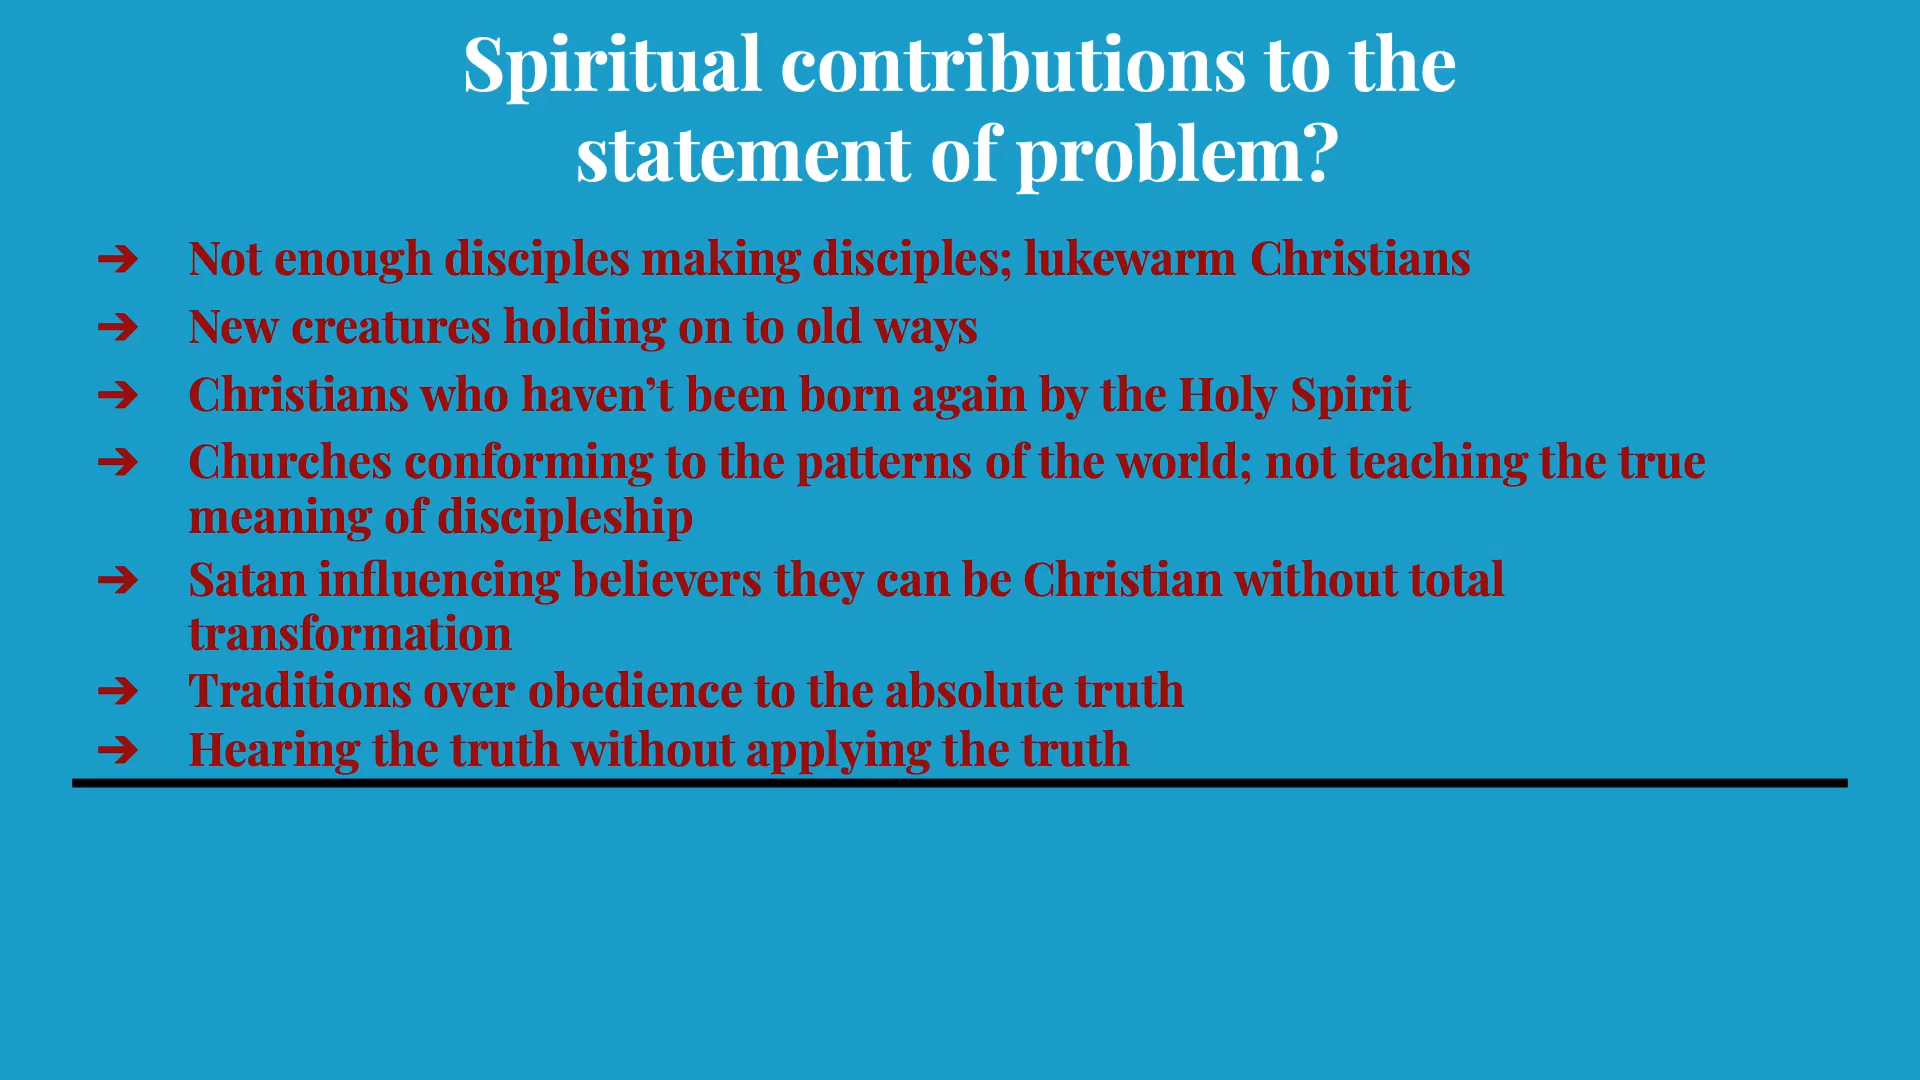 Spiritual contributions to the
statement of problem?
➔ Not enough disciples making disciples; lukewarm Christians
➔ New creatures holding on to old ways
➔ Christians who haven’t been born again by the Holy Spirit
➔ Churches conforming to the patterns of the world; not teaching the true
meaning of discipleship
➔ Satan influencing believers they can be Christian without total
transformation
➔ Traditions over obedience to the absolute truth
➔ Hearing the truth without applying the truth